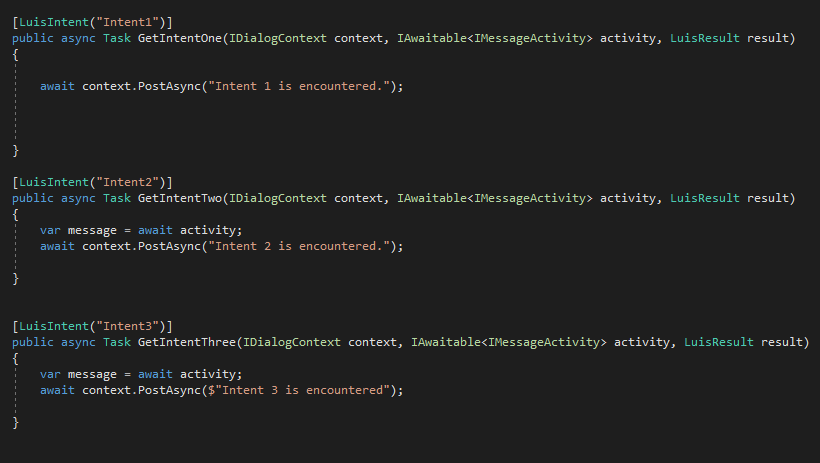 [LuisIntent("Intent1")]
public async Task GetIntentOne(IDialogContext context, IAwaitable<IMessageActivity> activity, LuisResult result)
{
await context.PostAsync("Intent 1 is encountered.");
}
[LuisIntent("Intent2")]
public async Task GetIntentTwo(IDialogContext context, IAwaitable<IMessageActivity> activity, LuisResult result)
{
var message = await activity;
await context.PostAsync("Intent 2 is encountered.");
}
[LuisIntent("Intent3")]
public async Task GetIntentThree(IDialogContext context, IAwaitable<IMessageActivity> activity, LuisResult result)
{
var message = await activity;
await context.PostAsync($"Intent 3 is encountered");
}